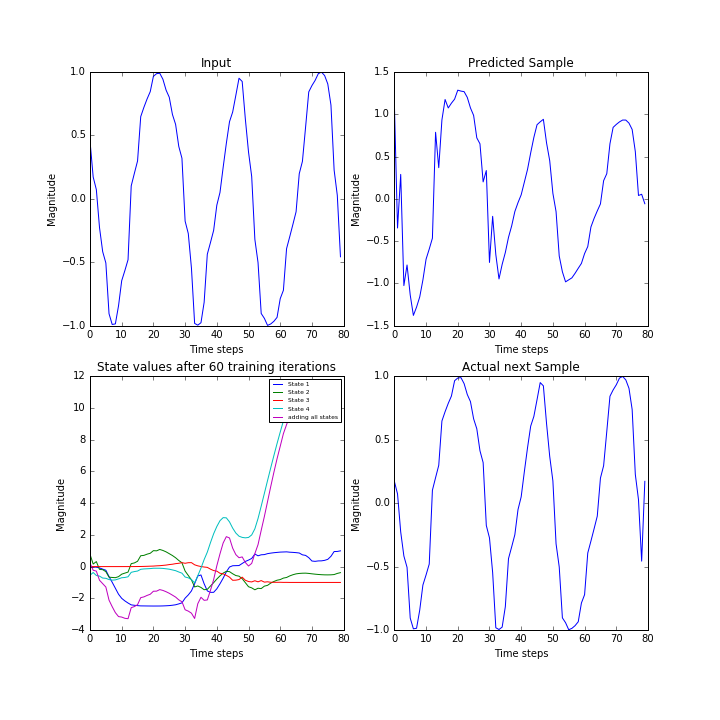 Input
1.0
0.5
0.0
−0.5
−1.0
Magnitude
0 10 20 30 40 50 60 70 80
Time steps
Predicted Sample
1.5
1.0
0.5
0.0
−0.5
−1.0
−1.5
Magnitude
0 10 20 30 40 50 60 70 80
Time steps
State values after 60 training iterations
12
10
8
6
4
2
0
−2
−4
Magnitude
State 1
State 2
State 3
State 4
adding all states
0 10 20 30 40 50 60 70 80
Time steps
Actual next Sample
1.0
0.5
0.0
−0.5
−1.0
Magnitude
0 10 20 30 40 50 60 70 80
Time steps